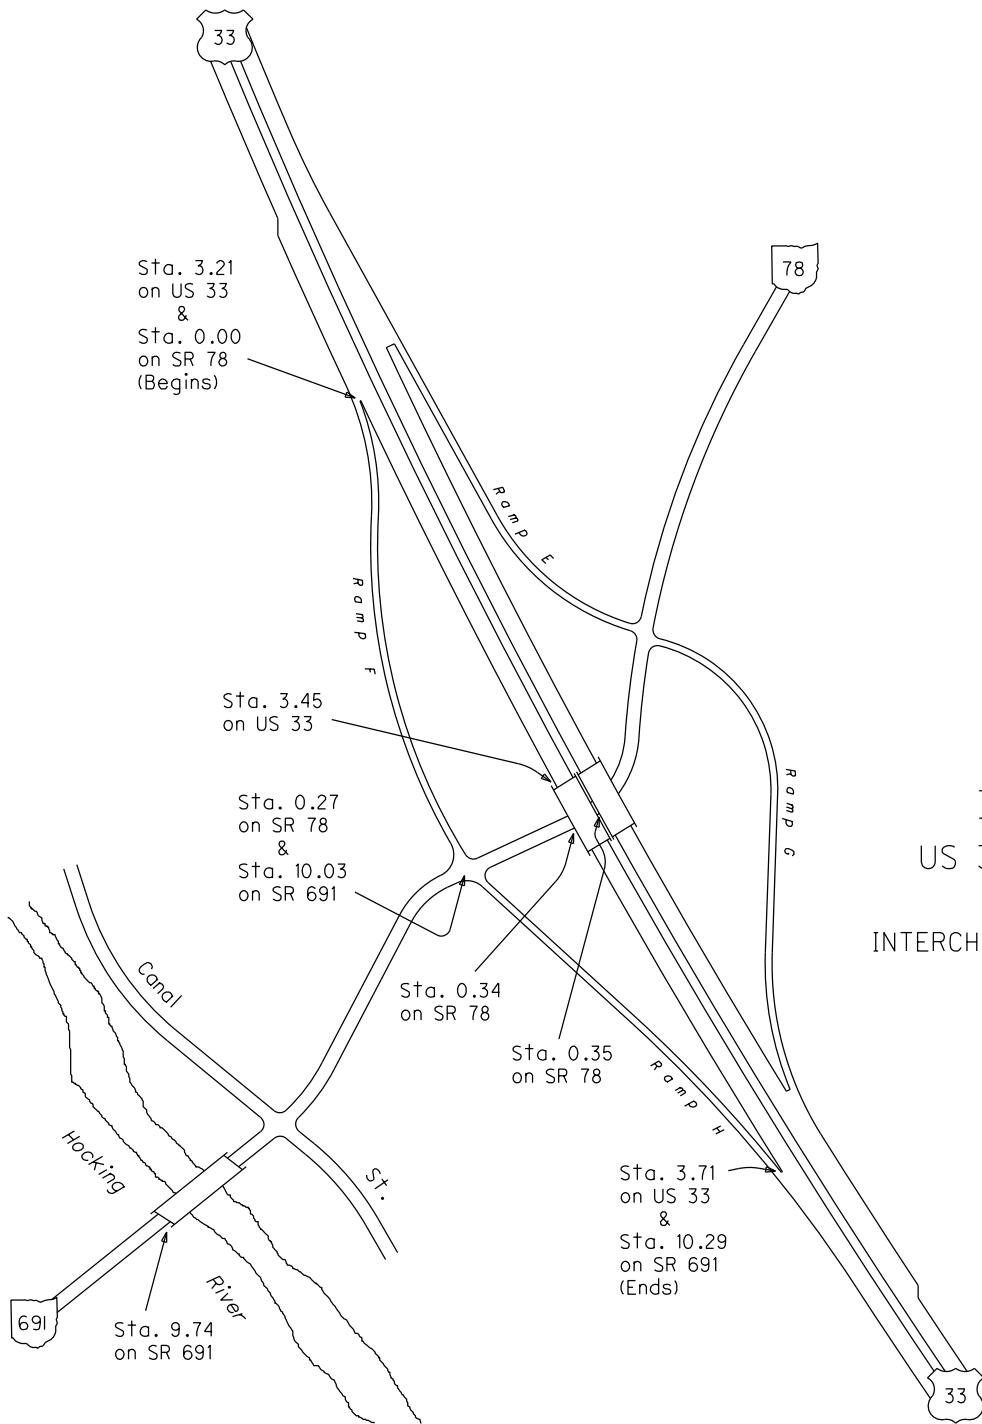 33
Sta. 3.21
on US 33
&
Sta. 0.00
on SR 78
(Begins)
78
Ramp E
Ramp F
Sta. 3.45
on US 33
Ramp G
Sta. 0.27
on SR 78
&
Sta. 10.03
on SR 691
US
INTERCH
Canal
Sta. 0.34
on SR 78
Sta. 0.35
on SR 78
Ramp H
Hocking
River
St.
Sta. 3.71
on US 33
&
Sta. 10.29
on SR 691
(Ends)
691
Sta. 9.74
on SR 691
33